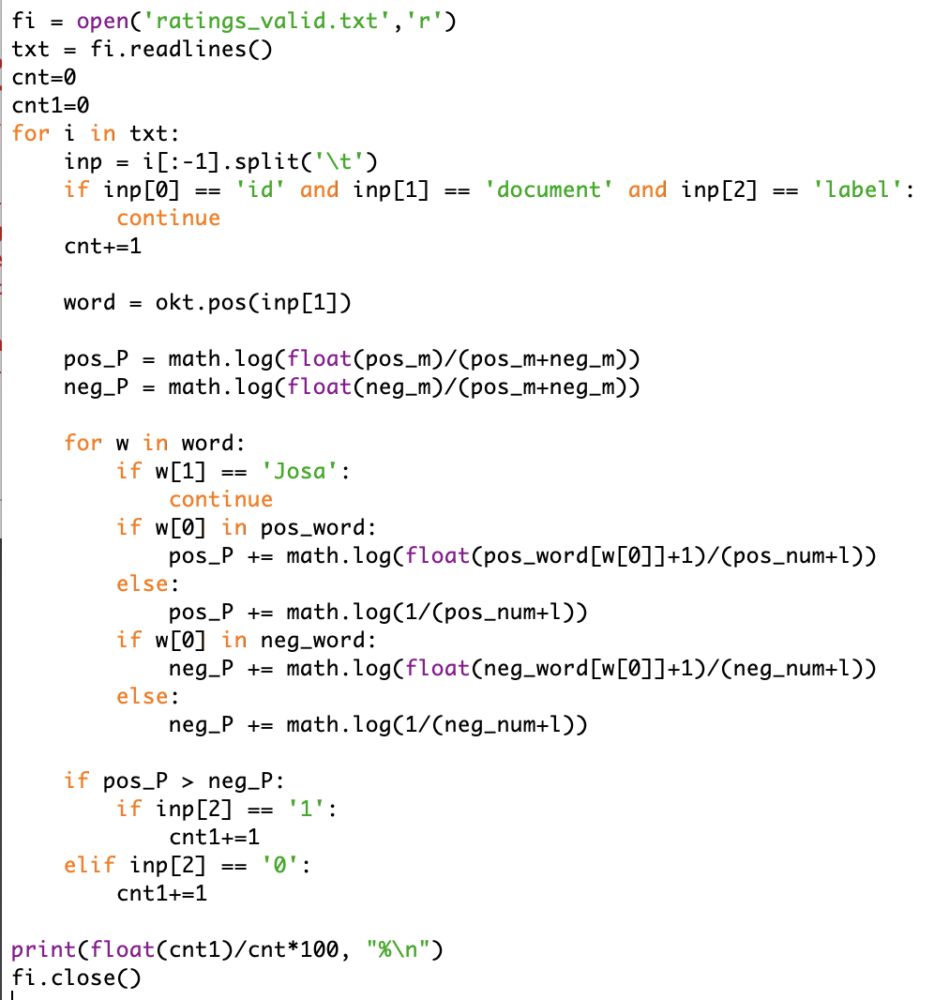 fi = open('ratings_valid.txt','r')
txt = fi.readlines()
cnt=0
cnt1=0
for i in txt:
    inp = i[:-1].split('\t')
    if inp[0] == 'id' and inp[1] == 'document' and inp[2] == 'label':
        continue
    cnt+=1

    word = okt.pos(inp[1])

    pos_P = math.log(float(pos_m)/(pos_m+neg_m))
    neg_P = math.log(float(neg_m)/(pos_m+neg_m))

    for w in word:
        if w[1] == 'Josa':
            continue
        if w[0] in pos_word:
            pos_P += math.log(float(pos_word[w[0]]+1)/(pos_num+l))
        else:
            pos_P += math.log(1/(pos_num+l))
        if w[0] in neg_word:
            neg_P += math.log(float(neg_word[w[0]]+1)/(neg_num+l))
        else:
            neg_P += math.log(1/(neg_num+l))

    if pos_P > neg_P:
        if inp[2] == '1':
            cnt1+=1
    elif inp[2] == '0':
        cnt1+=1

print(float(cnt1)/cnt*100, "%\n")
fi.close()